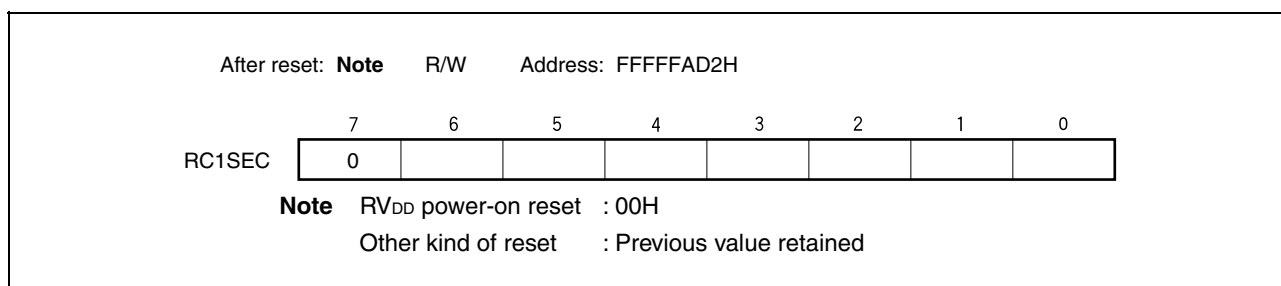 After reset: Note R/W Address: FFFFFAD2H
7 6 5 4 3 2 1 0
RC1SEC 0
Note RVDD power-on reset : 00H
Other kind of reset : Previous value retained